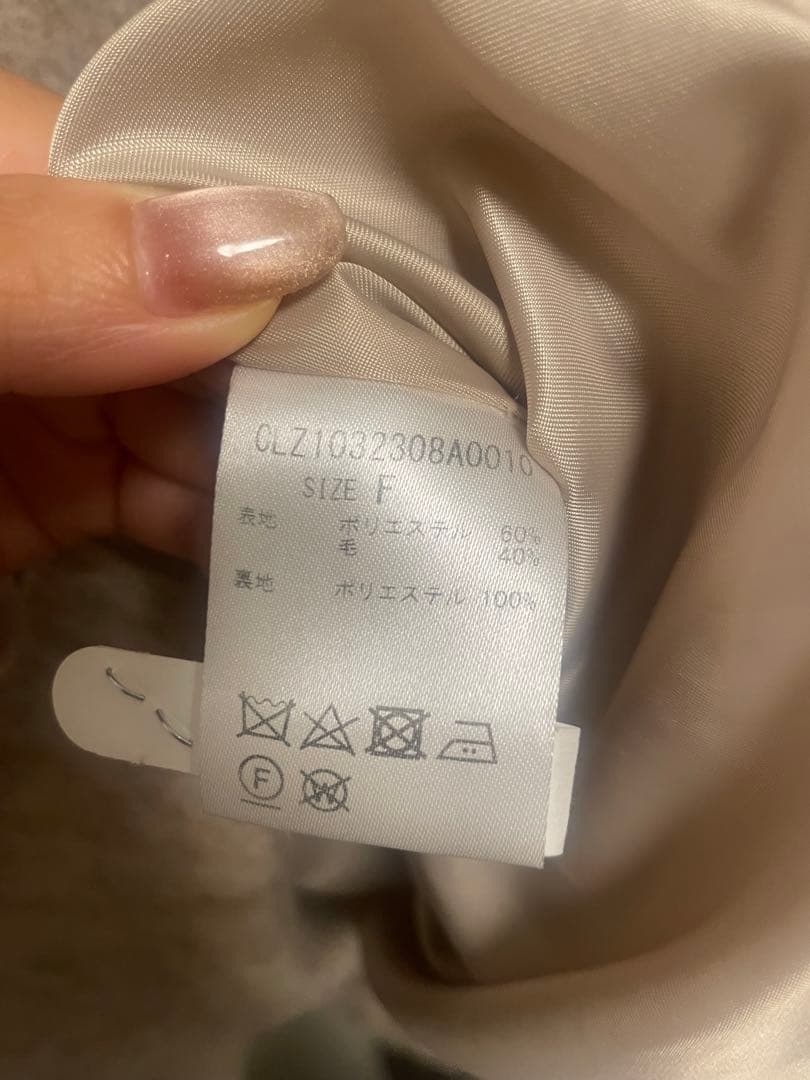 CLZ1032308A0010
SIZE F
表地 ポリエステル 60%
毛 40%
裏地 ポリエステル 100%
F W